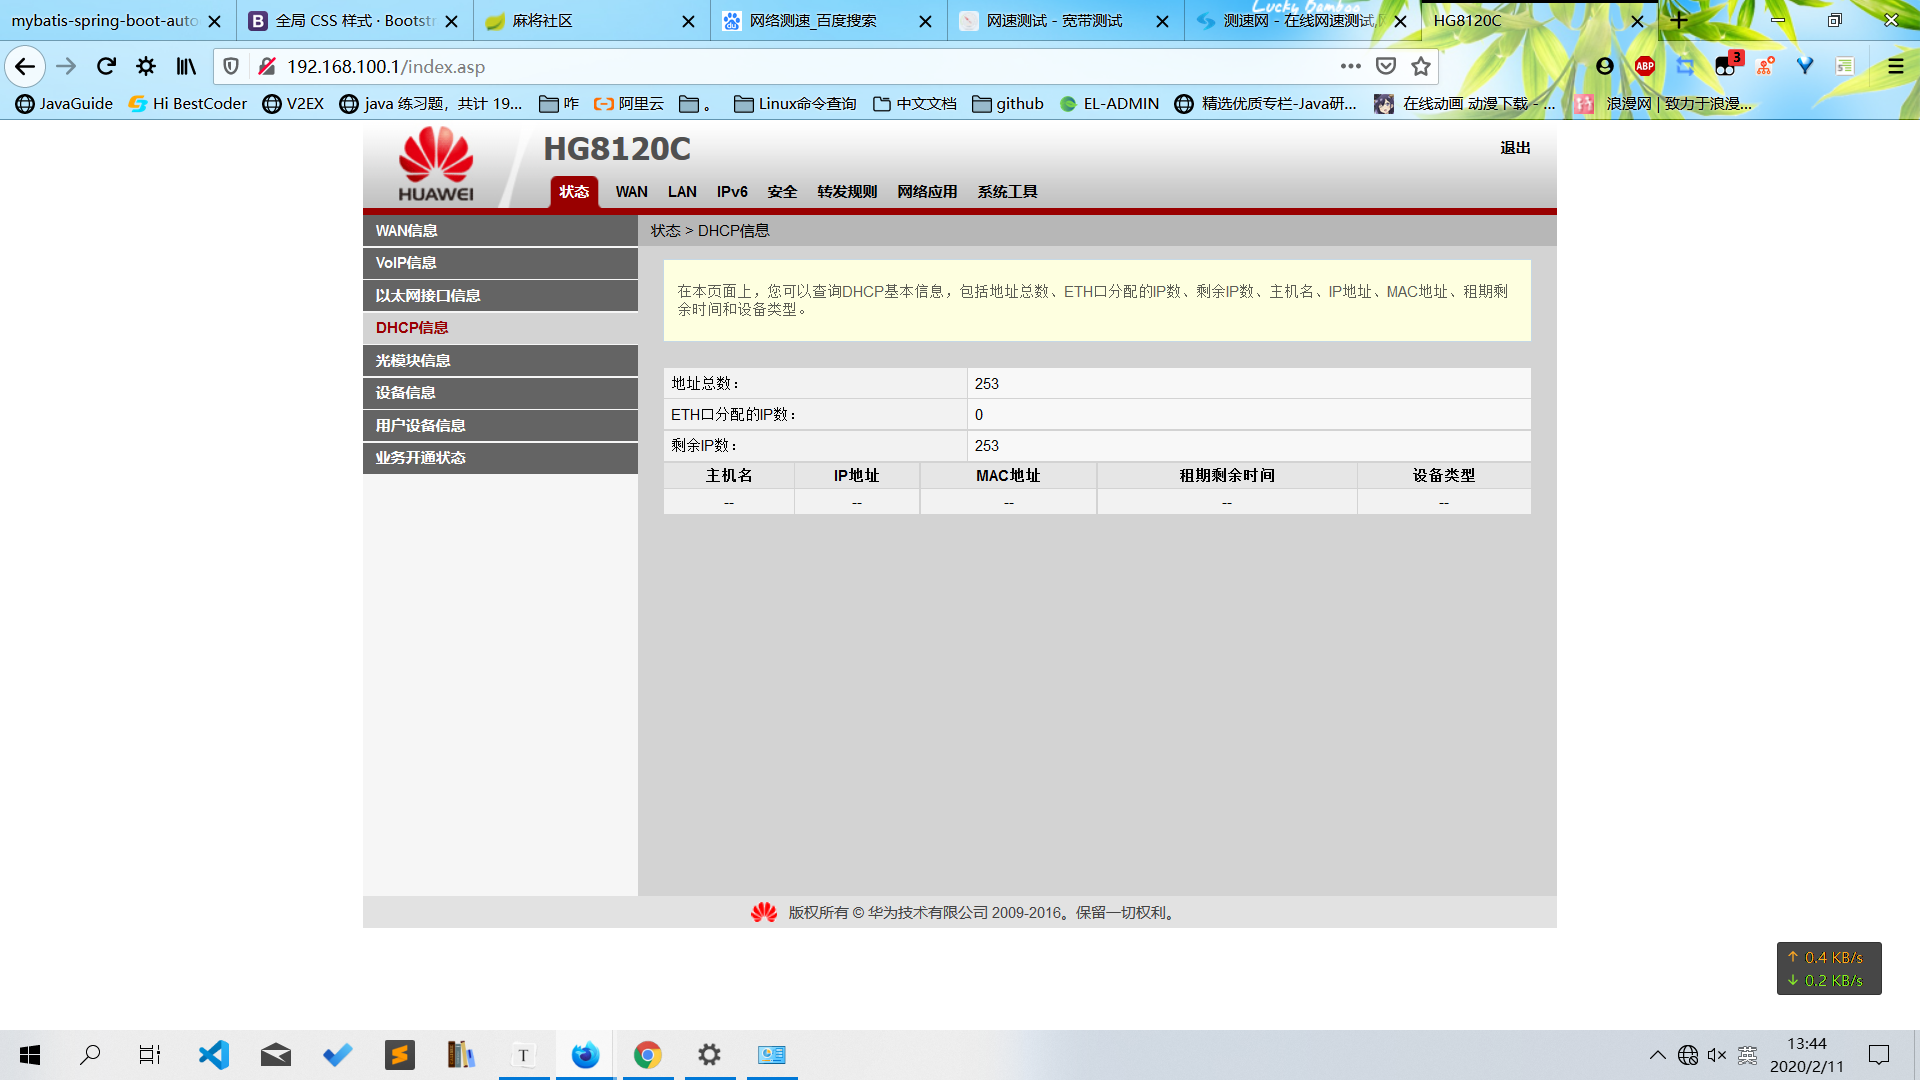 mybatis-spring-boot-auto
全局 CSS 样式 · Bootstr
麻将社区
网络测速_百度搜索
网速测试 - 宽带测试
测速网 - 在线网速测试,网
Lucky Bamboo
HG8120C
192.168.100.1/index.asp
ABP
3
JavaGuide
Hi BestCoder
V2EX
java 练习题，共计 19...
咋
阿里云
。
Linux命令查询
中文文档
github
EL-ADMIN
精选优质专栏-Java研...
在线动画 动漫下载 - ...
浪漫网 | 致力于浪漫...
HUAWEI
HG8120C
退出
状态 WAN LAN IPv6 安全 转发规则 网络应用 系统工具
WAN信息
VoIP信息
以太网接口信息
DHCP信息
光模块信息
设备信息
用户设备信息
业务开通状态
状态 > DHCP信息
在本页面上，您可以查询DHCP基本信息，包括地址总数、ETH口分配的IP数、剩余IP数、主机名、IP地址、MAC地址、租期剩
余时间和设备类型。
地址总数： 253
ETH口分配的IP数： 0
剩余IP数： 253
主机名 IP地址 MAC地址 租期剩余时间 设备类型
-- -- -- -- --
版权所有 © 华为技术有限公司 2009-2016。保留一切权利。
↑ 0.4 KB/s
↓ 0.2 KB/s
T
英
13:44
2020/2/11